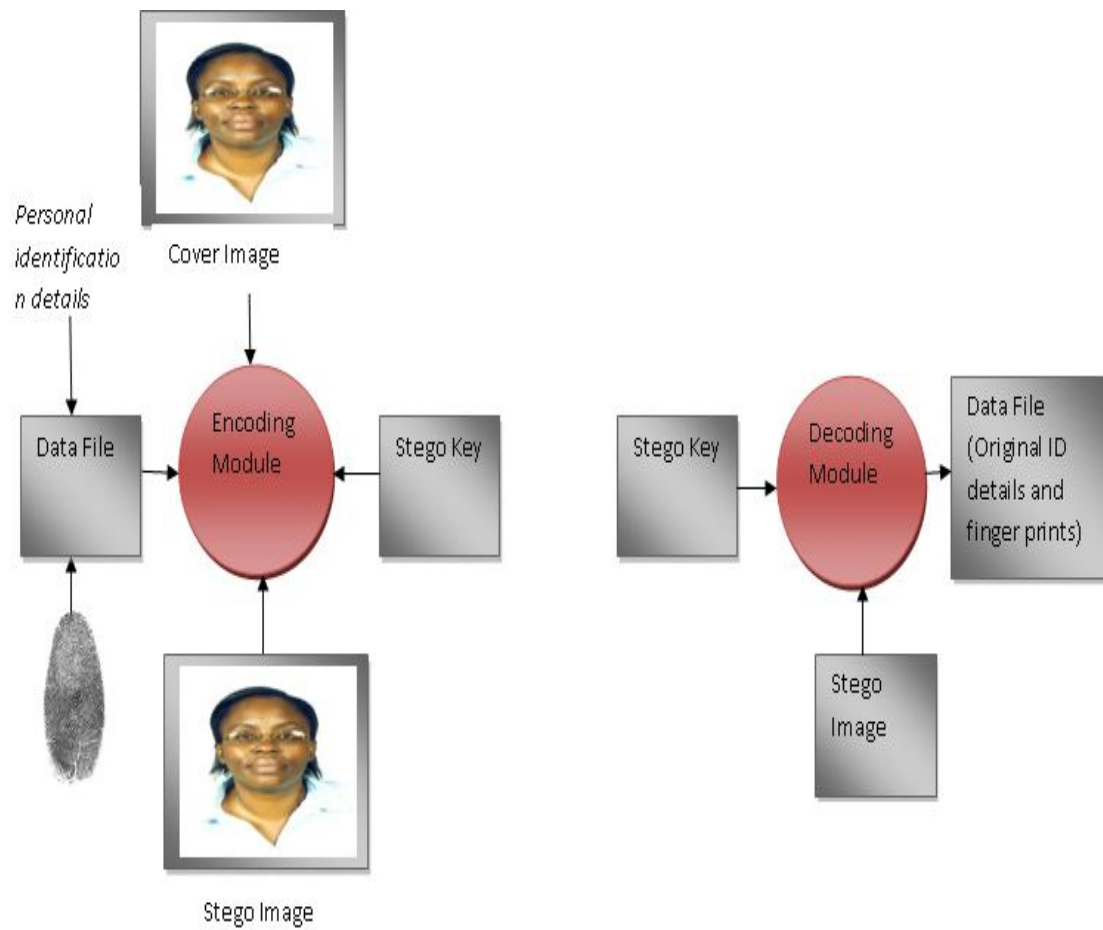 Personal
identificatio
n details
Cover Image
Data File
Encoding
Module
Stego Key
Stego Image
Stego Key
Decoding
Module
Data File
(Original ID
details and
finger prints)
Stego
Image